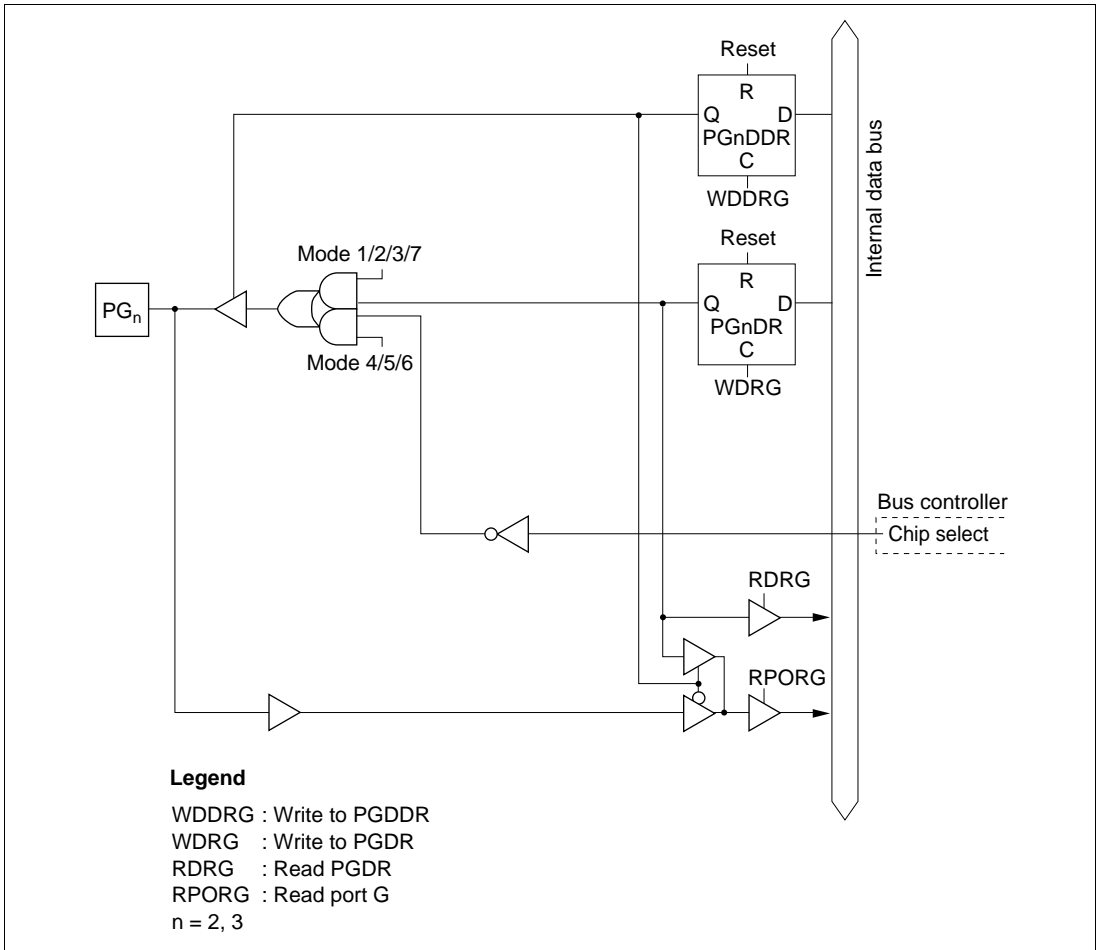 Reset
R
Q D
PGnDDR
C
WDDRG
Internal data bus
Mode 1/2/3/7
Reset
R
Q D
PGnDR
C
WDRG
PGn
Mode 4/5/6
Bus controller
Chip select
RDRG
RPORG
Legend
WDDRG : Write to PGDDR
WDRG : Write to PGDR
RDRG : Read PGDR
RPORG : Read port G
n = 2, 3